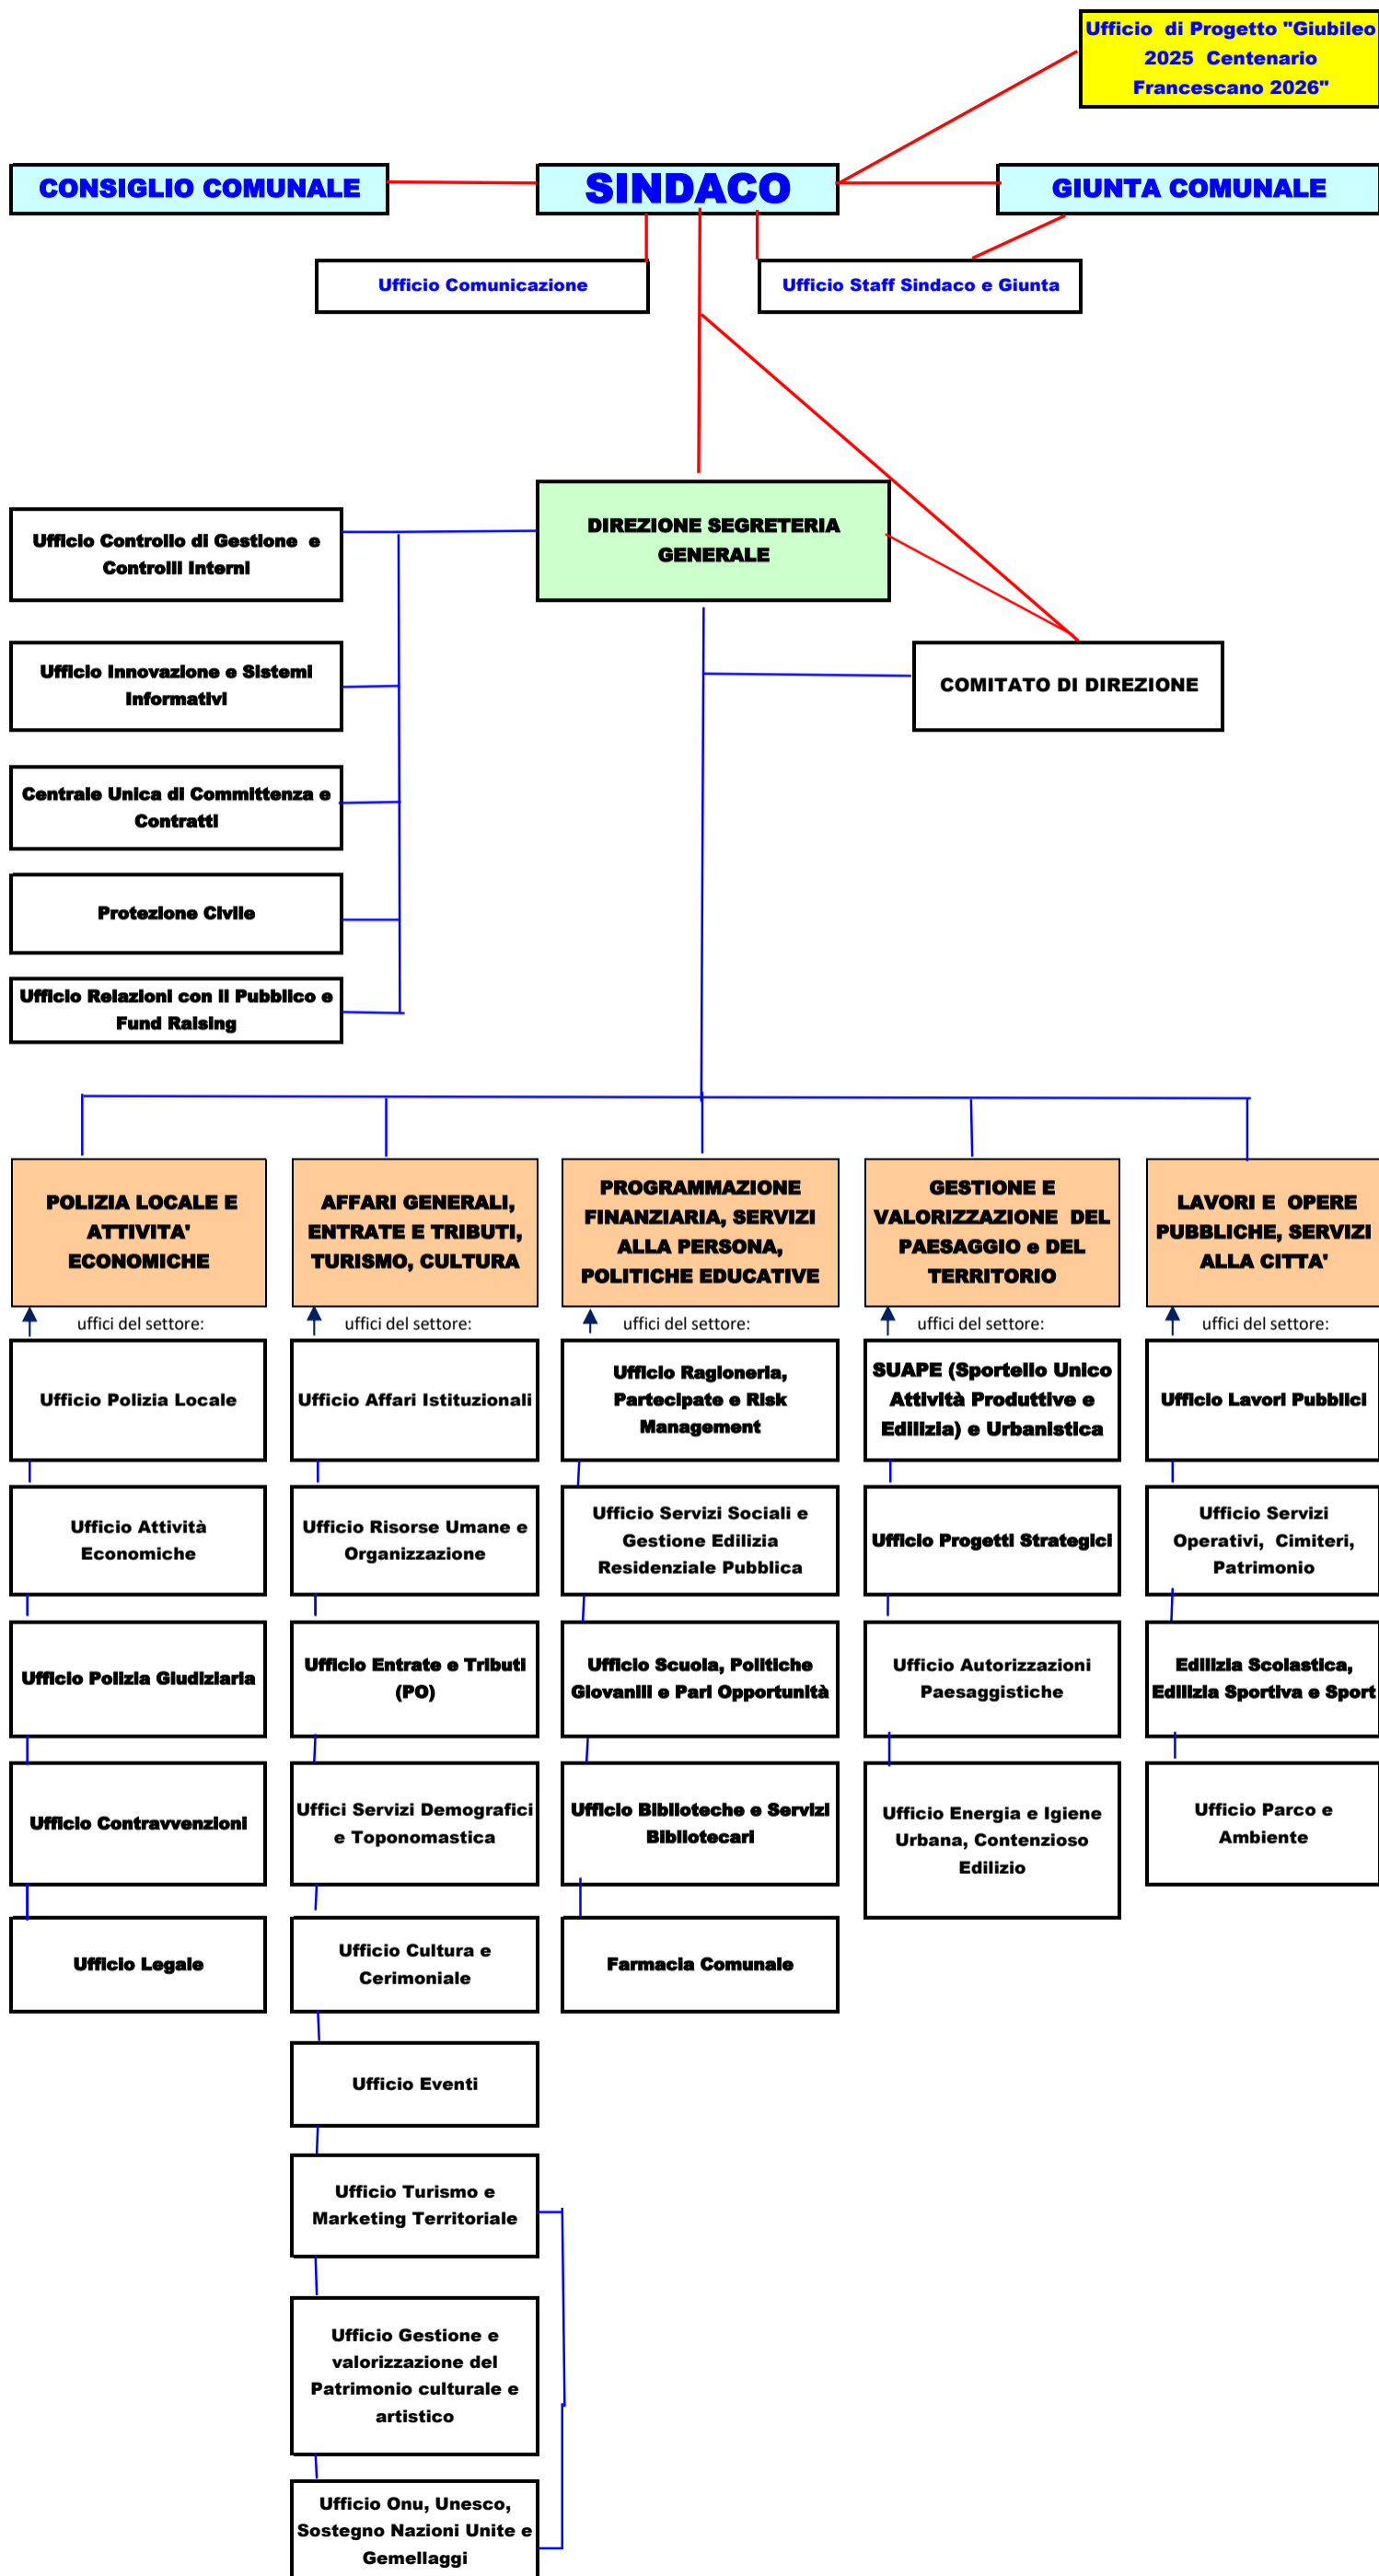 Ufficio  di Progetto "Giubileo
2025  Centenario
Francescano 2026"
CONSIGLIO COMUNALE
SINDACO
GIUNTA COMUNALE
Ufficio Comunicazione
Ufficio Staff Sindaco e Giunta
DIREZIONE SEGRETERIA
GENERALE
Ufficio Controllo di Gestione  e
Controlli Interni
Ufficio Innovazione e Sistemi
Informativi
COMITATO DI DIREZIONE
Centrale Unica di Committenza e
Contratti
Protezione Civile
Ufficio Relazioni con il Pubblico e
Fund Raising
POLIZIA LOCALE E
ATTIVITA'
ECONOMICHE
uffici del settore:
Ufficio Polizia Locale
Ufficio Attività
Economiche
Ufficio Polizia Giudiziaria
Ufficio Contravvenzioni
Ufficio Legale
AFFARI GENERALI,
ENTRATE E TRIBUTI,
TURISMO, CULTURA
uffici del settore:
Ufficio Affari Istituzionali
Ufficio Risorse Umane e
Organizzazione
Ufficio Entrate e Tributi
(PO)
Uffici Servizi Demografici
e Toponomastica
Ufficio Cultura e
Cerimoniale
Ufficio Eventi
Ufficio Turismo e
Marketing Territoriale
Ufficio Gestione e
valorizzazione del
Patrimonio culturale e
artistico
Ufficio Onu, Unesco,
Sostegno Nazioni Unite e
Gemellaggi
PROGRAMMAZIONE
FINANZIARIA, SERVIZI
ALLA PERSONA,
POLITICHE EDUCATIVE
uffici del settore:
Ufficio Ragioneria,
Partecipate e Risk
Management
Ufficio Servizi Sociali e
Gestione Edilizia
Residenziale Pubblica
Ufficio Scuola, Politiche
Giovanili e Pari Opportunità
Ufficio Biblioteche e Servizi
Bibliotecari
Farmacia Comunale
GESTIONE E
VALORIZZAZIONE  DEL
PAESAGGIO e DEL
TERRITORIO
uffici del settore:
SUAPE (Sportello Unico
Attività Produttive e
Edilizia) e Urbanistica
Ufficio Progetti Strategici
Ufficio Autorizzazioni
Paesaggistiche
Ufficio Energia e Igiene
Urbana, Contenzioso
Edilizio
LAVORI E  OPERE
PUBBLICHE, SERVIZI
ALLA CITTA'
uffici del settore:
Ufficio Lavori Pubblici
Ufficio Servizi
Operativi,  Cimiteri,
Patrimonio
Edilizia Scolastica,
Edilizia Sportiva e Sport
Ufficio Parco e
Ambiente